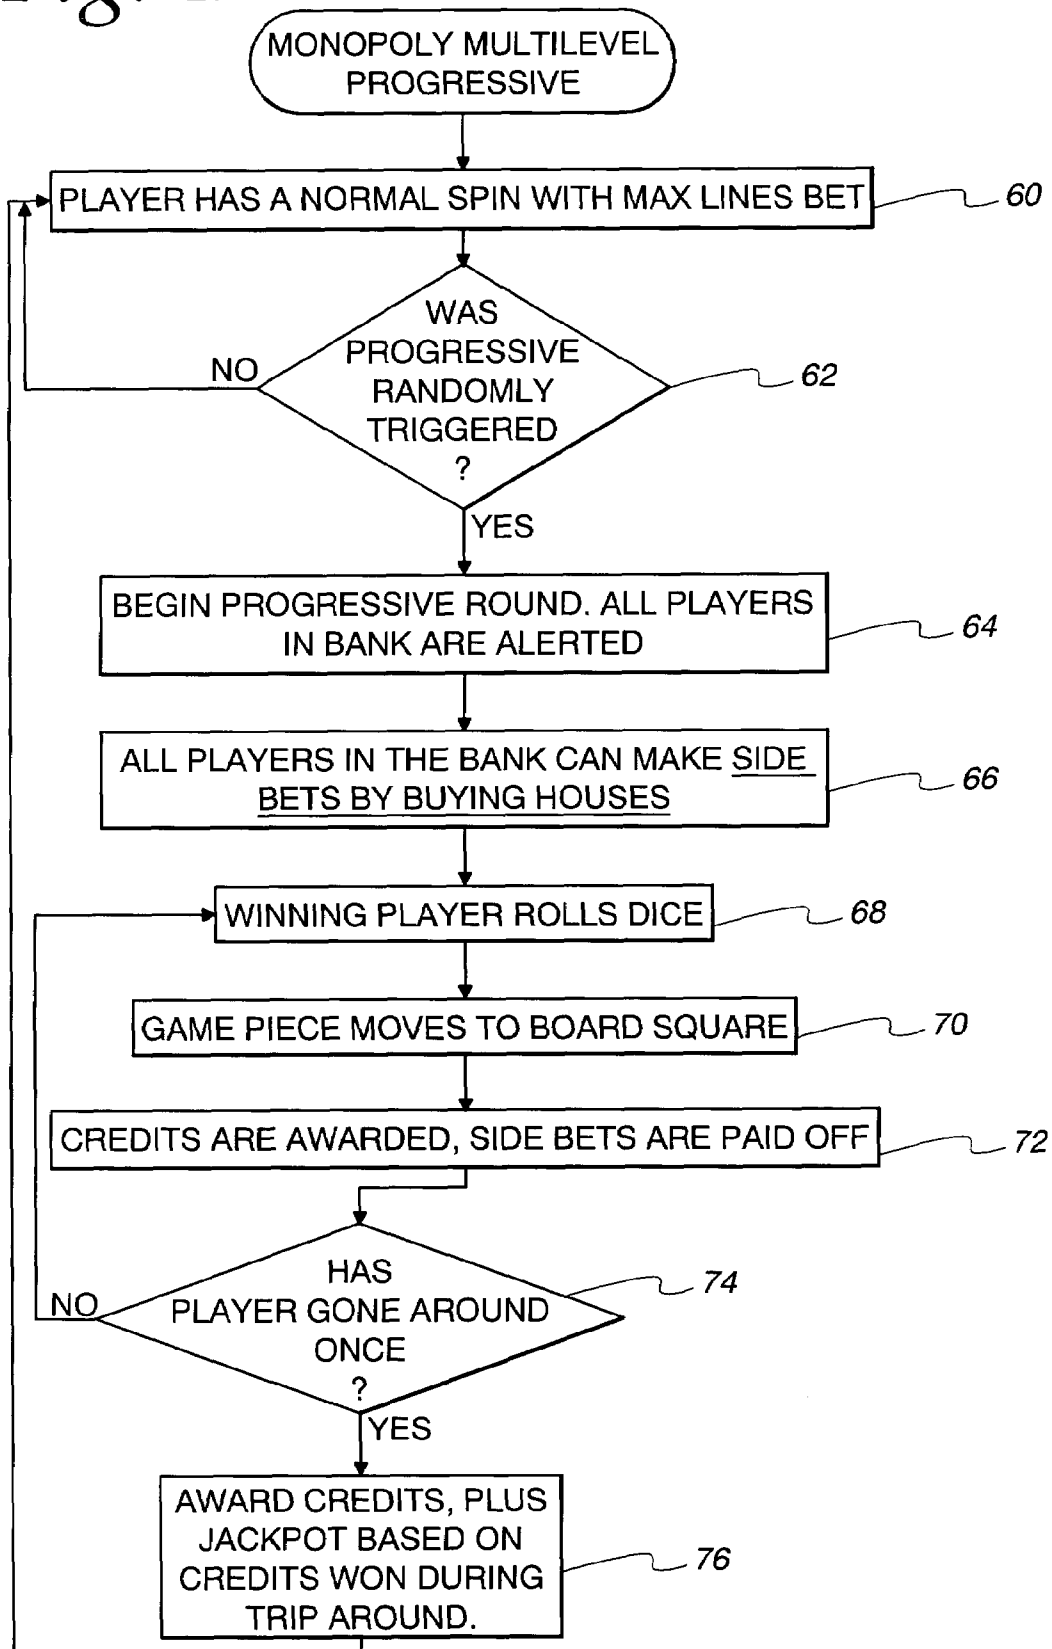 MONOPOLY MULTILEVEL
PROGRESSIVE
PLAYER HAS A NORMAL SPIN WITH MAX LINES BET
60
WAS
PROGRESSIVE
RANDOMLY
TRIGGERED
?
NO
62
YES
BEGIN PROGRESSIVE ROUND. ALL PLAYERS
IN BANK ARE ALERTED
64
ALL PLAYERS IN THE BANK CAN MAKE SIDE
BETS BY BUYING HOUSES
66
WINNING PLAYER ROLLS DICE
68
GAME PIECE MOVES TO BOARD SQUARE
70
CREDITS ARE AWARDED, SIDE BETS ARE PAID OFF
72
HAS
PLAYER GONE AROUND
ONCE
?
NO
74
YES
AWARD CREDITS, PLUS
JACKPOT BASED ON
CREDITS WON DURING
TRIP AROUND.
76